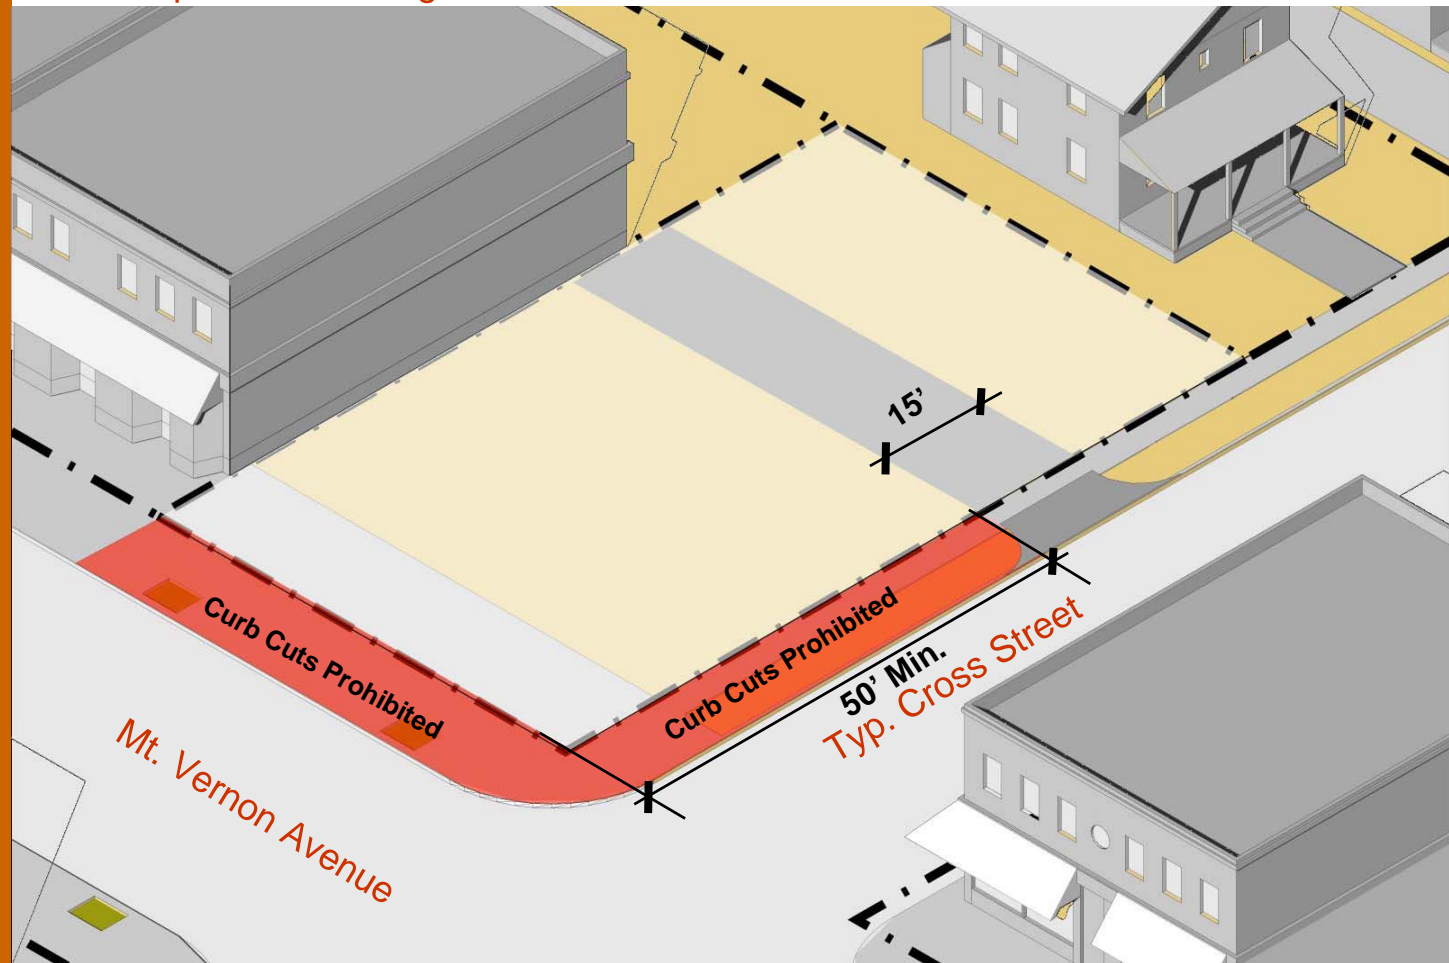 15’
Curb Cuts Prohibited
Curb Cuts Prohibited
50’ Min.
Typ. Cross Street
Mt. Vernon Avenue